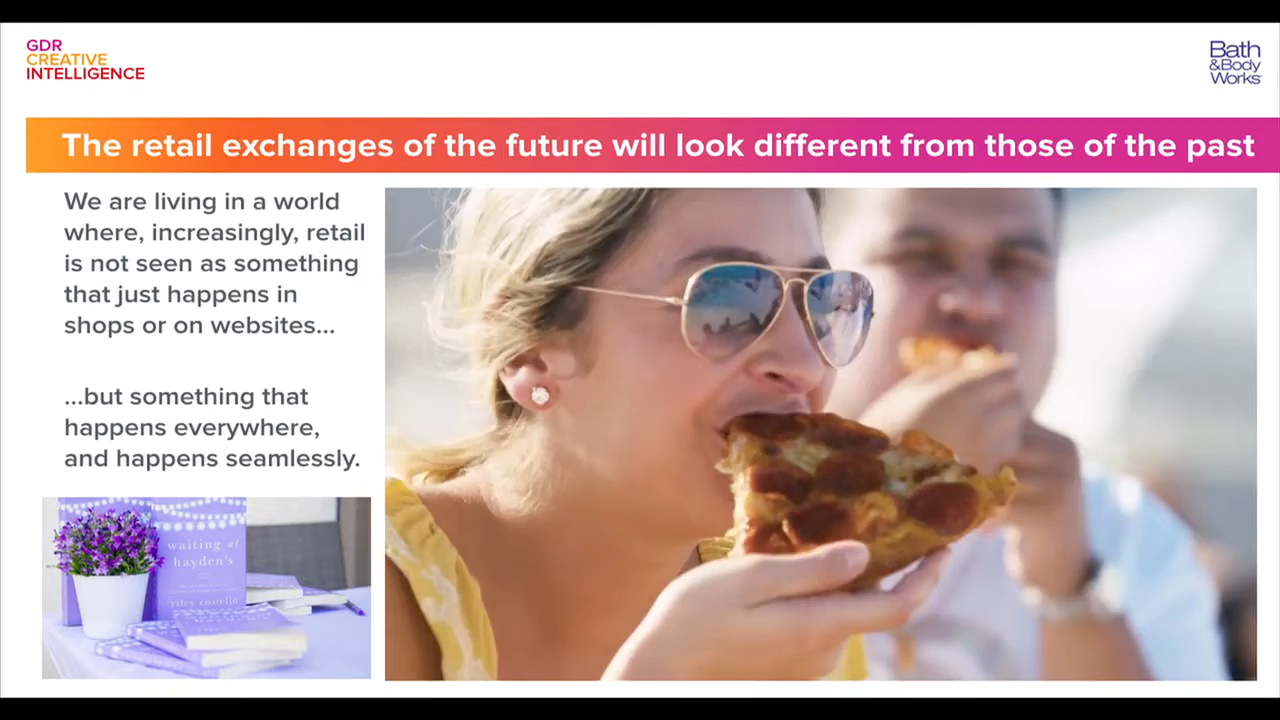 GDR
CREATIVE
INTELLIGENCE
Bath
&Body
Works
The retail exchanges of the future will look different from those of the past
We are living in a world
where, increasingly, retail
is not seen as something
that just happens in
shops or on websites...
...but something that
happens everywhere,
and happens seamlessly.
waiting at
hayden's
riley costello